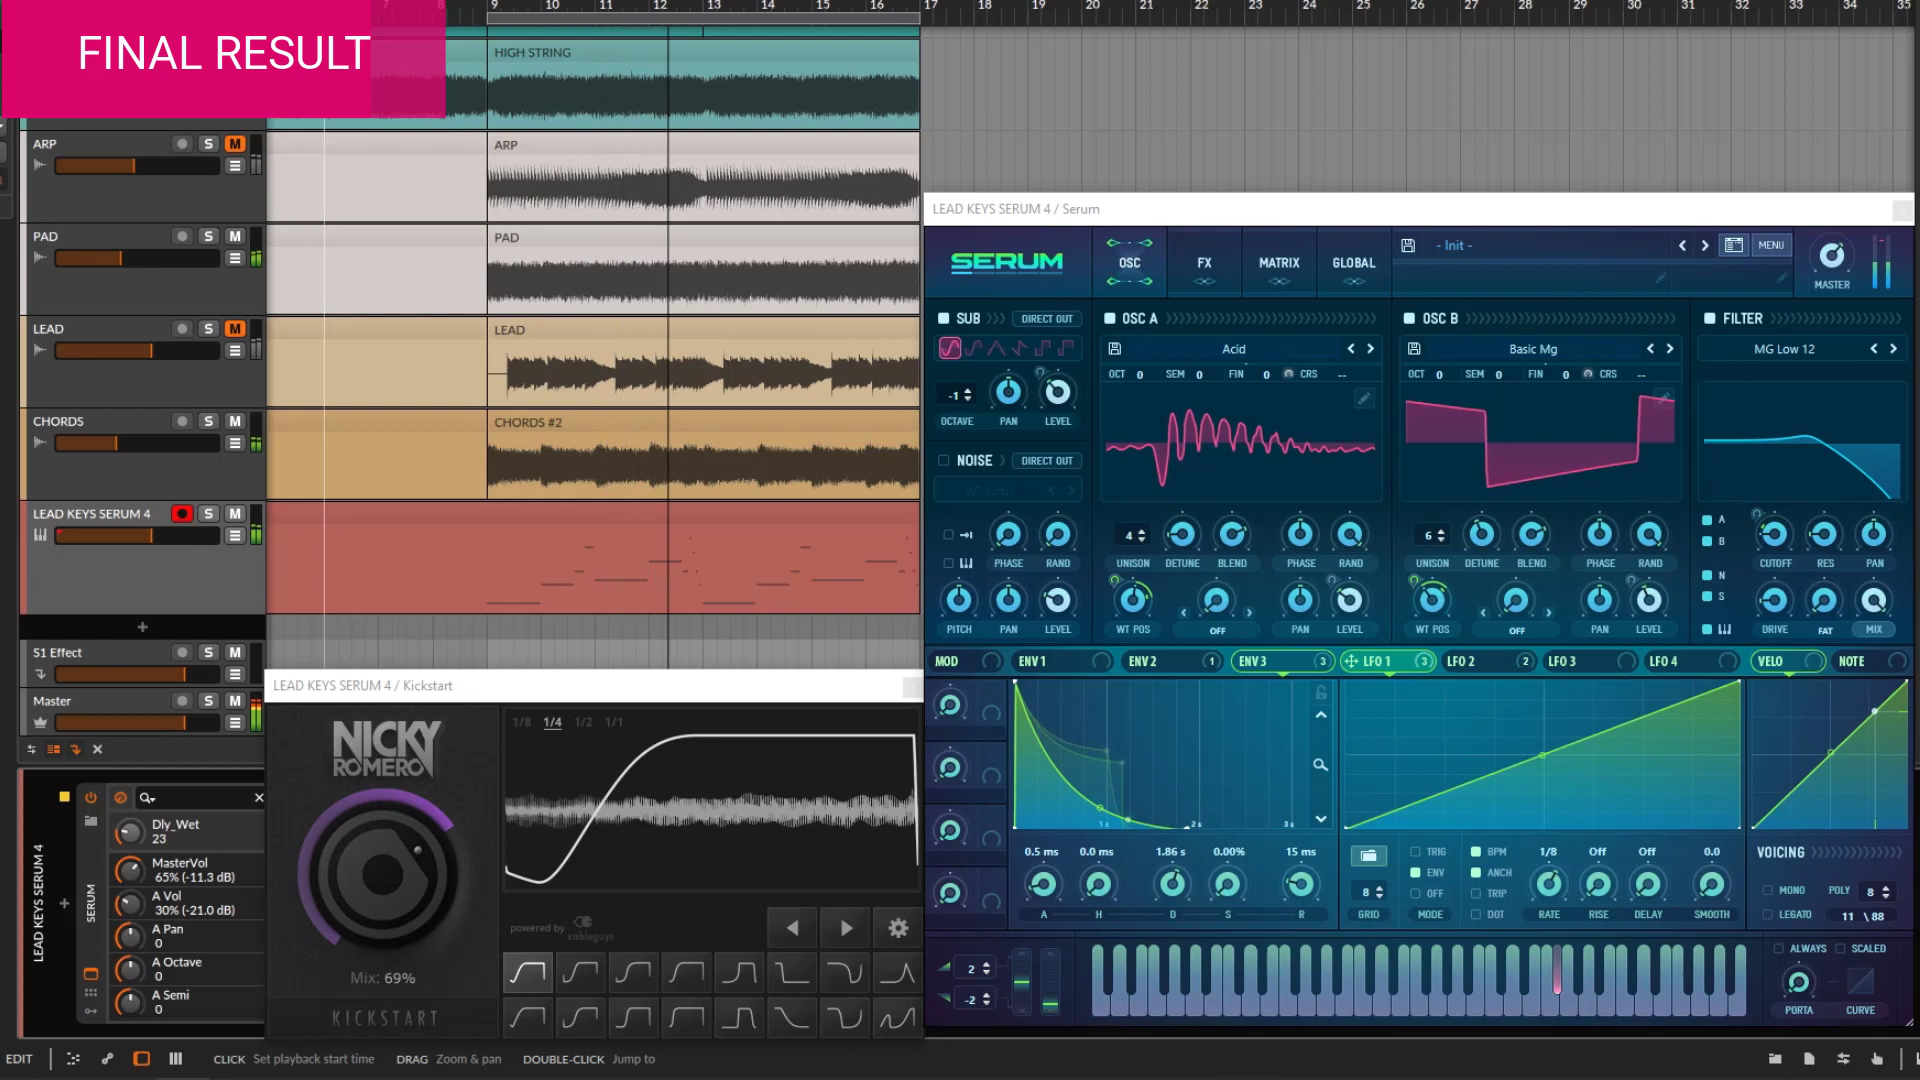 FINAL RESULT
7 8 9 10 11 12 13 14 15 16 17 18 19 20 21 22 23 24 25 26 27 28 29 30 31 32 33 34 35
HIGH STRING
ARP S M
ARP
PAD S M
PAD
LEAD S M
LEAD
CHORDS S M
CHORDS #2
LEAD KEYS SERUM 4 S M
+
S1 Effect S M
Master S M
LEAD KEYS SERUM 4 / Serum
SERUM
OSC FX MATRIX GLOBAL
- Init -
MENU
MASTER
SUB DIRECT OUT
OSC A
OSC B
FILTER
Acid
Basic Mg
MG Low 12
OCT 0 SEM 0 FIN 0 CRS --
OCT 0 SEM 0 FIN 0 CRS --
-1
OCTAVE PAN LEVEL
NOISE DIRECT OUT
PHASE RAND
PITCH PAN LEVEL
4
UNISON DETUNE BLEND PHASE RAND
WT POS OFF PAN LEVEL
6
UNISON DETUNE BLEND PHASE RAND
WT POS OFF PAN LEVEL
A
B
N
S
CUTOFF RES PAN
DRIVE FAT MIX
MOD ENV 1 ENV 2 1 ENV 3 3 LFO 1 3 LFO 2 2 LFO 3 LFO 4 VELO NOTE
1 s 2 s 3 s
0.5 ms 0.0 ms 1.86 s 0.00% 15 ms
A H D S R
8
GRID
TRIG
ENV
OFF
MODE
BPM
ANCH
TRIP
DOT
1/8 Off Off 0.0
RATE RISE DELAY SMOOTH
VOICING
MONO POLY 8
LEGATO 11 \ 88
2
-2
ALWAYS SCALED
PORTA CURVE
LEAD KEYS SERUM 4 / Kickstart
NICKY
ROMERO
1/8 1/4 1/2 1/1
Mix: 69%
KICKSTART
powered by
cableguys
LEAD KEYS SERUM 4
+
SERUM
Dly_Wet
23
MasterVol
65% (-11.3 dB)
A Vol
30% (-21.0 dB)
A Pan
0
A Octave
0
A Semi
0
EDIT
CLICK Set playback start time DRAG Zoom & pan DOUBLE-CLICK Jump to